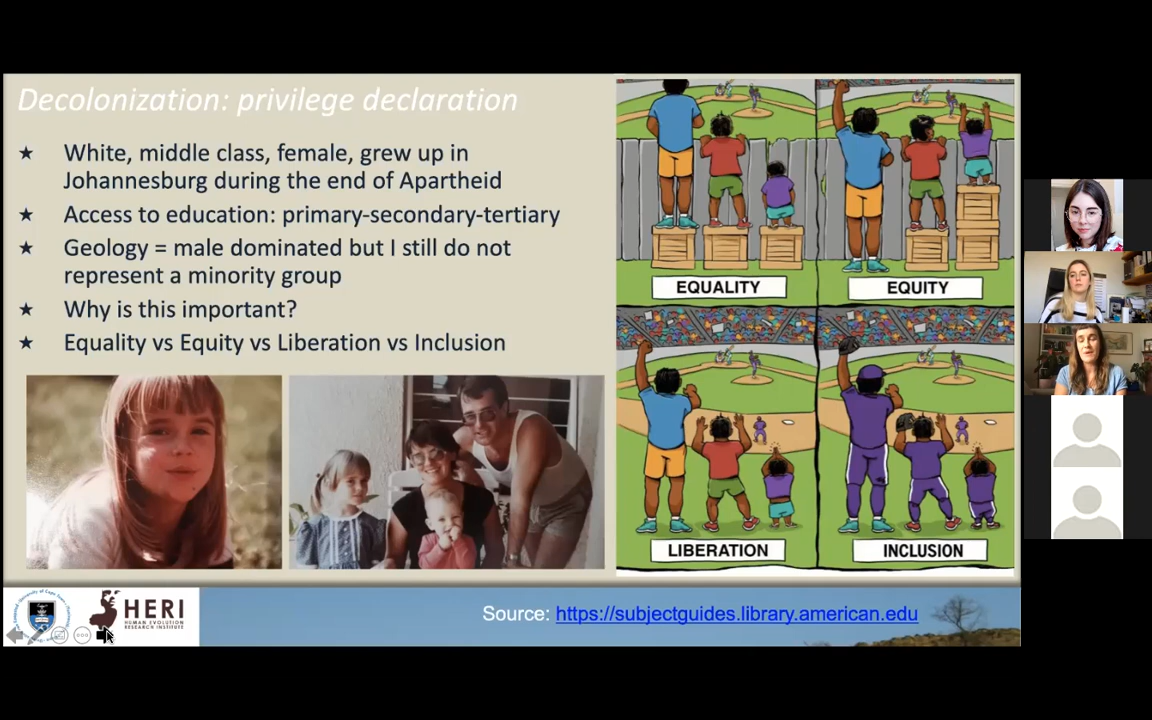 Decolonization: privilege declaration
★ White, middle class, female, grew up in
Johannesburg during the end of Apartheid
★ Access to education: primary-secondary-tertiary
★ Geology = male dominated but I still do not
represent a minority group
★ Why is this important?
★ Equality vs Equity vs Liberation vs Inclusion
EQUALITY
EQUITY
LIBERATION
INCLUSION
HERI
HUMAN EVOLUTION
RESEARCH INSTITUTE
Source: https://subjectguides.library.american.edu